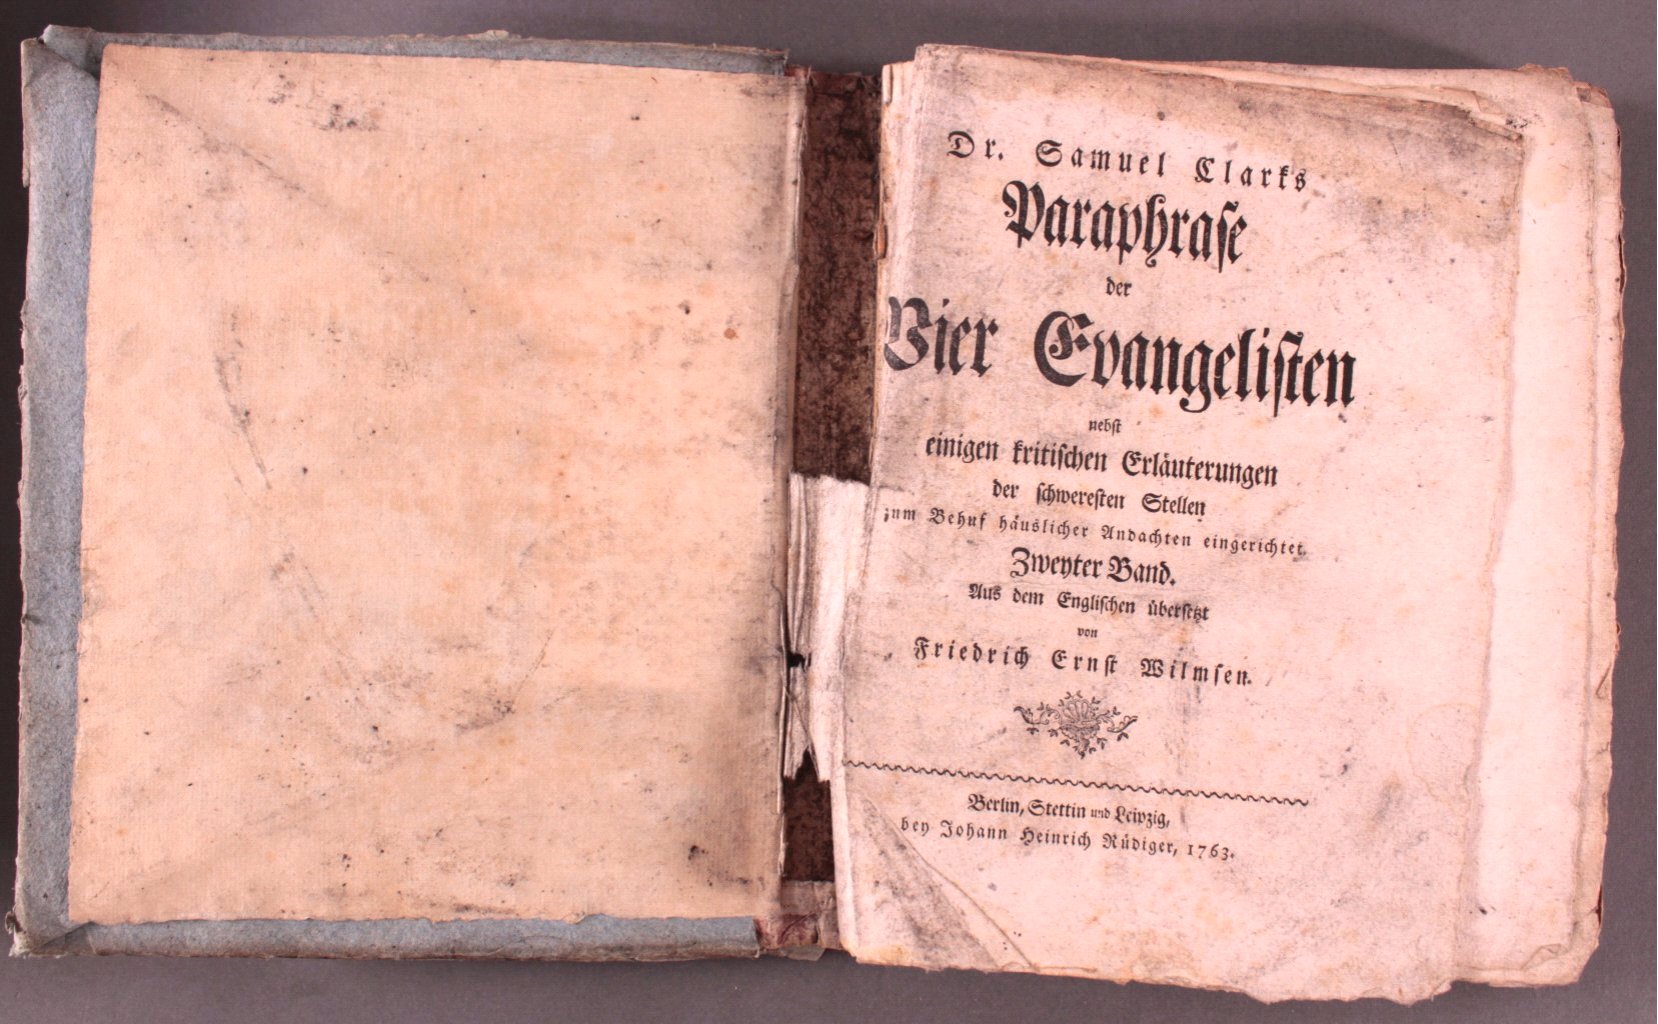 Dr. Samuel Clarks
Paraphrase
der
Vier Evangelisten
nebst
einigen kritischen Erläuterungen
der schweresten Stellen
zum Behuf häuslicher Andachten eingerichtet.
Zweyter Band.
Aus dem Englischen übersetzt
von
Friedrich Ernst Wilmsen.
Berlin, Stettin und Leipzig,
bey Johann Heinrich Rüdiger, 1763.